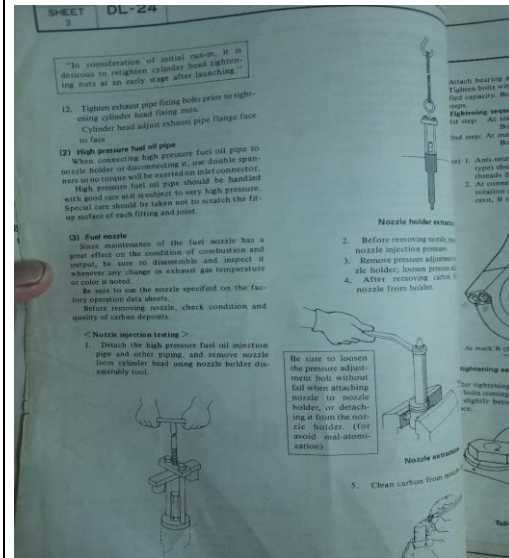 SHEET
3
DL-24
"In consideration of initial run-in, it is
desirous to retighten cylinder head tighten-
ing nuts at an early stage after launching."
12. Tighten exhaust pipe fixing bolts prior to tight-
ening cylinder head fixing nuts.
Cylinder head adjust exhaust pipe flange face
to face
(2) High pressure fuel oil pipe
When connecting high pressure fuel oil pipe to
nozzle holder or disconnecting it, use double span-
ners so no torque will be exerted on inlet connector.
High pressure fuel oil pipe should be handled
with good care as it is subject to very high pressure.
Special care should be taken not to scratch the fit-
up surface of each fitting and joint.
(3) Fuel nozzle
Since maintenance of the fuel nozzle has a
great effect on the condition of combustion and
output, be sure to disassemble and inspect it
whenever any change in exhaust gas temperature
or color is noted.
Be sure to use the nozzle specified on the fac-
tory operation data sheets.
Before removing nozzle, check condition and
quality of carbon deposits.
< Nozzle injection testing >
1. Detach the high pressure fuel oil injection
pipe and other piping, and remove nozzle
from cylinder head using nozzle holder dis-
assembly tool.
Nozzle holder extraction
2. Before removing nozzle,
nozzle injection pressure.
3. Remove pressure
zle holder; loosen pressure
4. After removing carbon
nozzle from holder.
Be sure to loosen
the pressure adjust-
ment bolt without
fail when attaching
nozzle to nozzle
holder, or detach-
ing it from the noz-
zle holder. (for
avoid mal-atomi-
zation)
Nozzle extraction
5. Clean carbon from
Attach bearing
Tighten bolts
fied capacity.
steps.
Tightening
1st step: At
2nd step: At
1. Anti-
type)
threads
2. At
rotation
At mark B
tightening
tightening
bolts coming
slightly